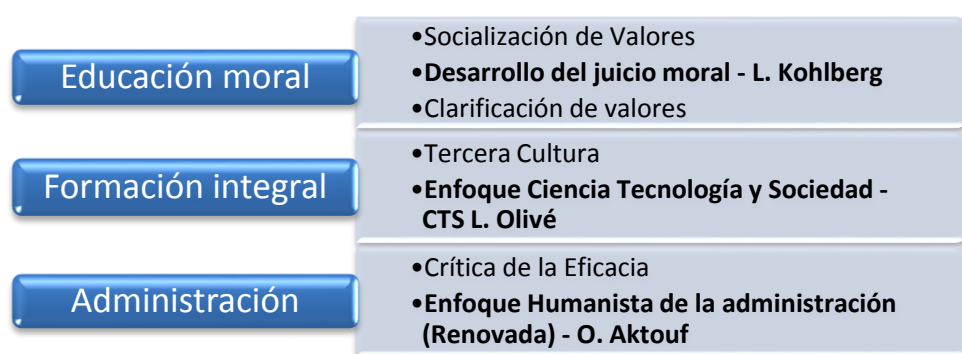 Educación moral
•Socialización de Valores
•Desarrollo del juicio moral - L. Kohlberg
•Clarificación de valores
Formación integral
•Tercera Cultura
•Enfoque Ciencia Tecnología y Sociedad -
CTS L. Olivé
Administración
•Crítica de la Eficacia
•Enfoque Humanista de la administración
(Renovada) - O. Aktouf